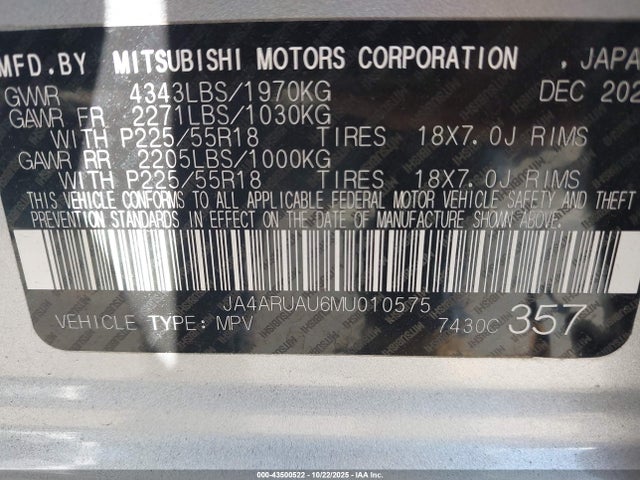 MFD.BY MITSUBISHI MOTORS CORPORATION , JAPA
GVWR 4343LBS/1970KG DEC 202
GAWR FR 2271LBS/1030KG
WITH P225/55R18 TIRES 18X7.0J RIMS
GAWR RR 2205LBS/1000KG
WITH P225/55R18 TIRES 18X7.0J RIMS
THIS VEHICLE CONFORMS TO ALL APPLICABLE FEDERAL MOTOR VEHICLE SAFETY AND THEFT
PREVENTION STANDARDS IN EFFECT ON THE DATE OF MANUFACTURE SHOWN ABOVE.
JA4ARUAU6MU010575
VEHICLE TYPE: MPV 7430C 357
000-43500522 | 10/22/2025 | IAA